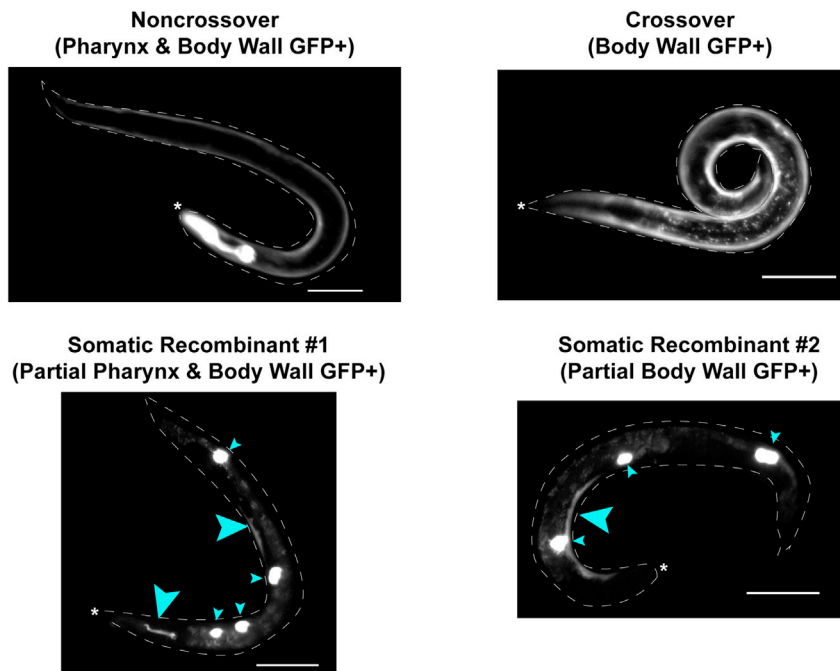 Noncrossover
(Pharynx & Body Wall GFP+)
Crossover
(Body Wall GFP+)
*
*
Somatic Recombinant #1
(Partial Pharynx & Body Wall GFP+)
Somatic Recombinant #2
(Partial Body Wall GFP+)
*
*